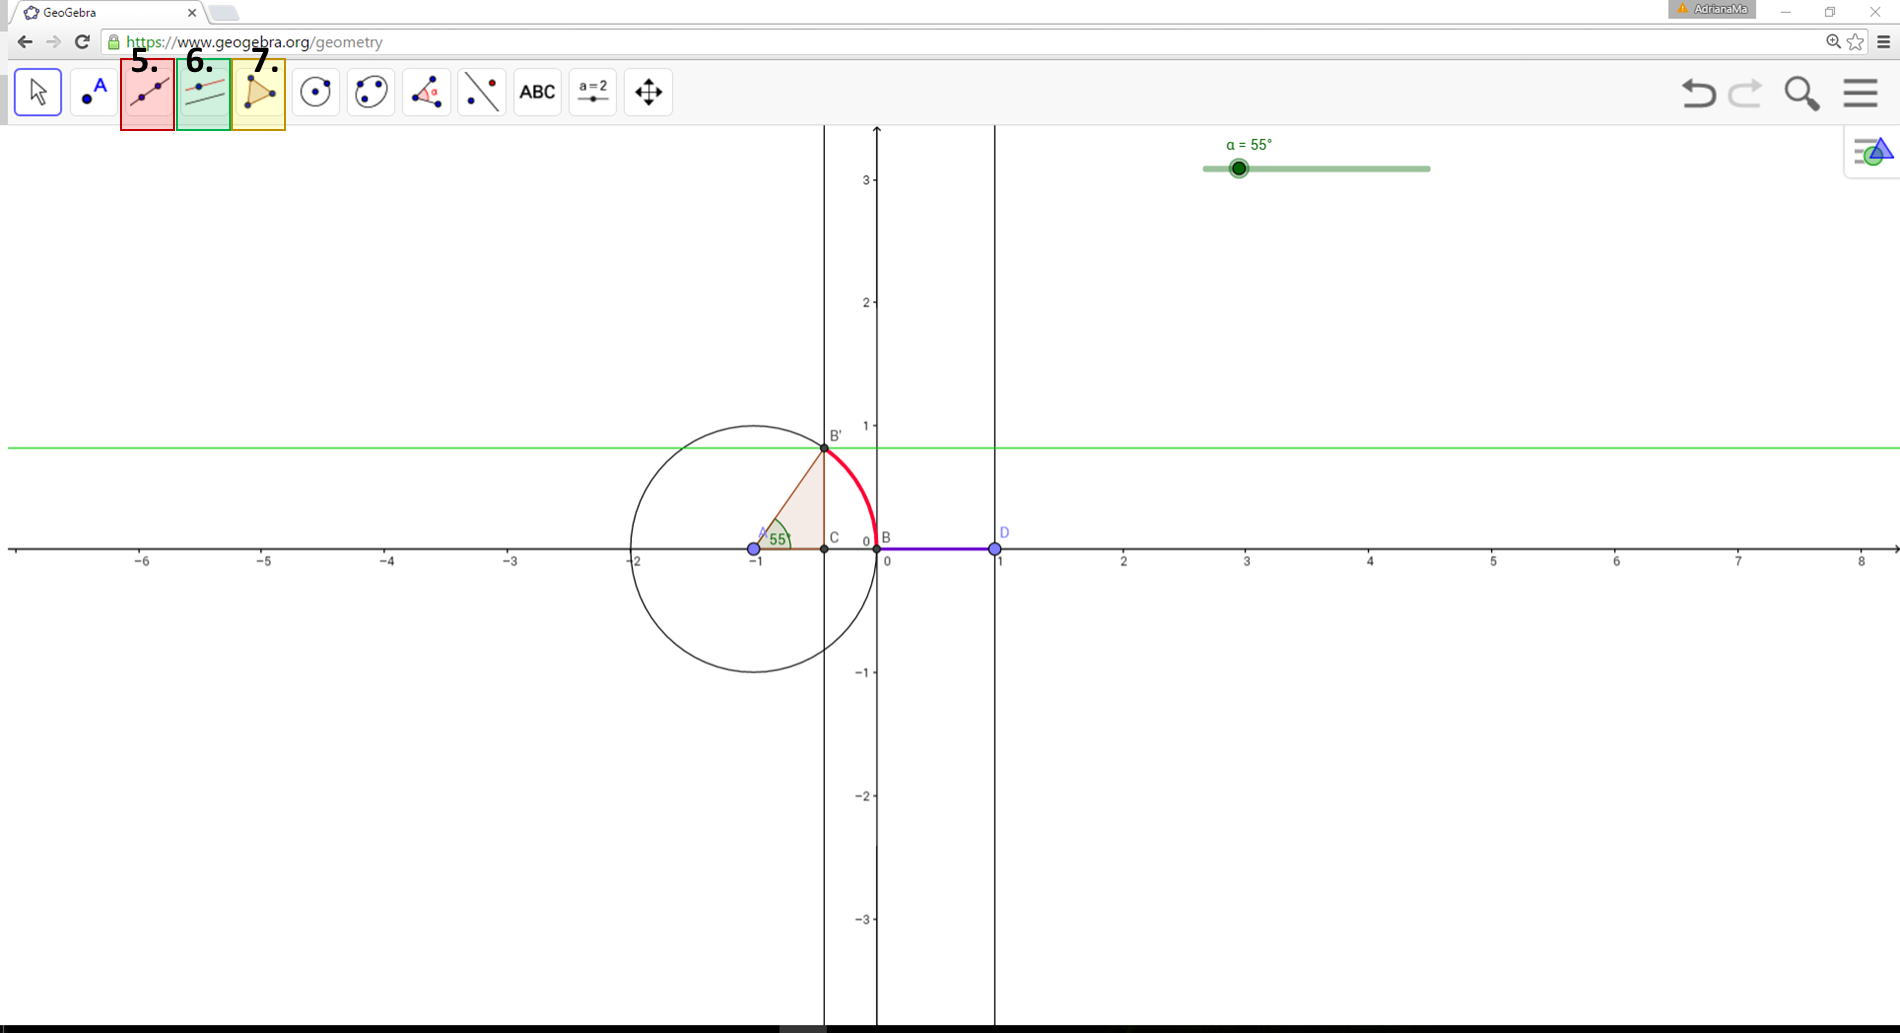 GeoGebra
AdrianaMa
https://www.geogebra.org/geometry
5. 6. 7.
A α ABC a=2
α = 55°
3
2
1
B'
A 55° C 0 B D
−6 −5 −4 −3 −2 −1 0 1 2 3 4 5 6 7 8
−1
−2
−3